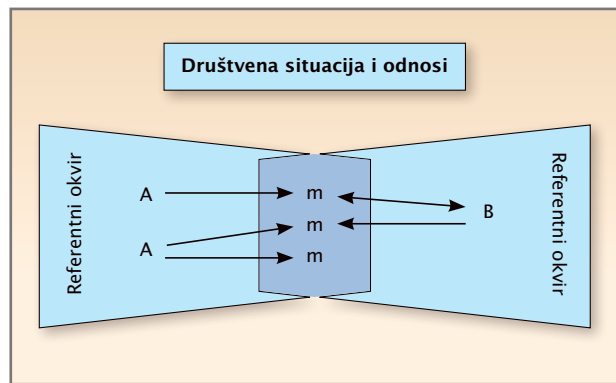 Društvena situacija i odnosi
Referentni okvir
A
A
m
m
m
B
Referentni okvir